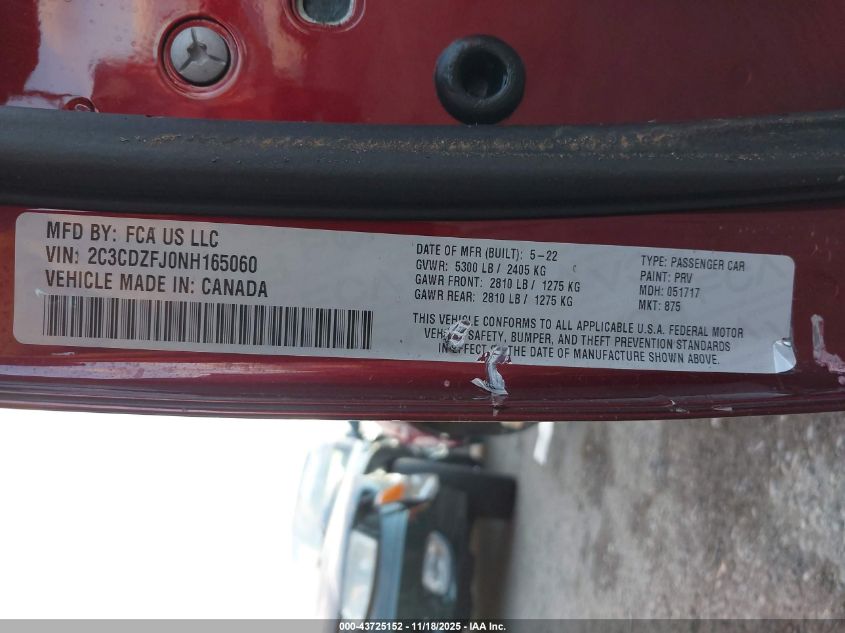 MFD BY: FCA US LLC
VIN: 2C3CDZFJ0NH165060
VEHICLE MADE IN: CANADA
DATE OF MFR (BUILT): 5-22
GVWR: 5300 LB / 2405 KG
GAWR FRONT: 2810 LB / 1275 KG
GAWR REAR: 2810 LB / 1275 KG
TYPE: PASSENGER CAR
PAINT: PRV
MDH: 051717
MKT: 875
THIS VEHICLE CONFORMS TO ALL APPLICABLE U.S.A. FEDERAL MOTOR
SAFETY, BUMPER, AND THEFT PREVENTION STANDARDS
IN EFFECT THE DATE OF MANUFACTURE SHOWN ABOVE.
000-43725152 - 11/18/2025 - IAA Inc.